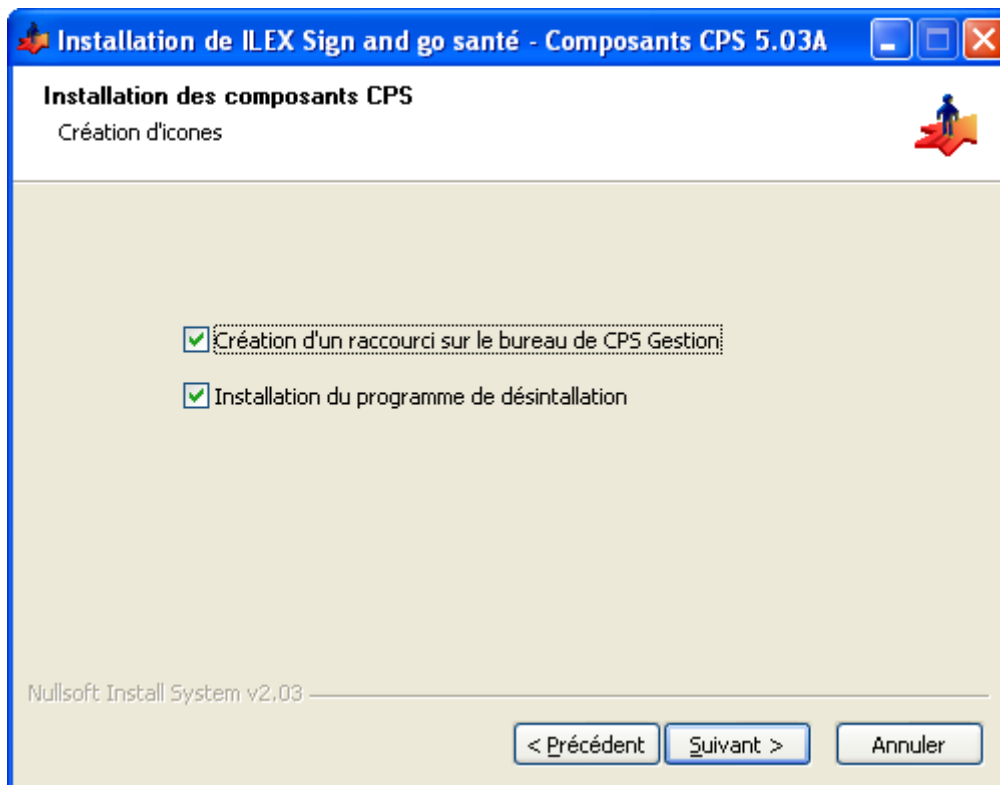 Installation de ILEX Sign and go santé - Composants CPS 5.03A
Installation des composants CPS
Création d'icones
Création d'un raccourci sur le bureau de CPS Gestion
Installation du programme de désintallation
Nullsoft Install System v2.03
< Précédent
Suivant >
Annuler